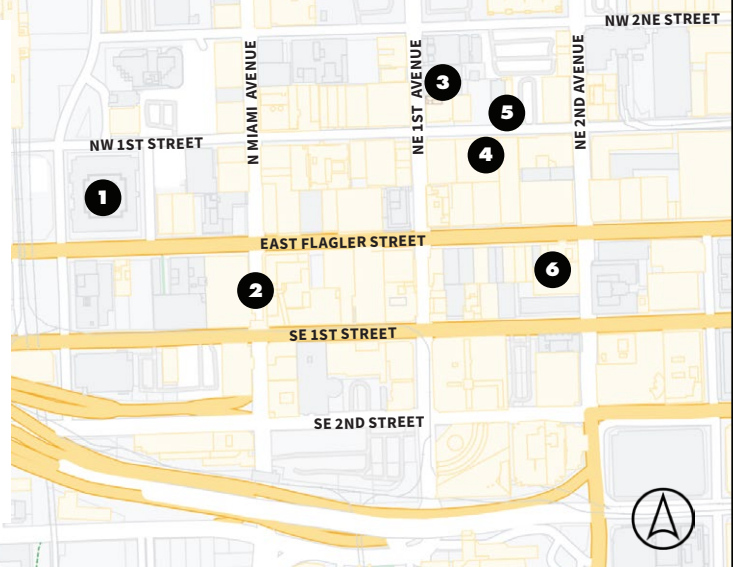 NW 2NE STREET
N MIAMI AVENUE
NE 1ST AVENUE
NE 2ND AVENUE
3
5
NW 1ST STREET
4
1
EAST FLAGLER STREET
6
2
SE 1ST STREET
SE 2ND STREET